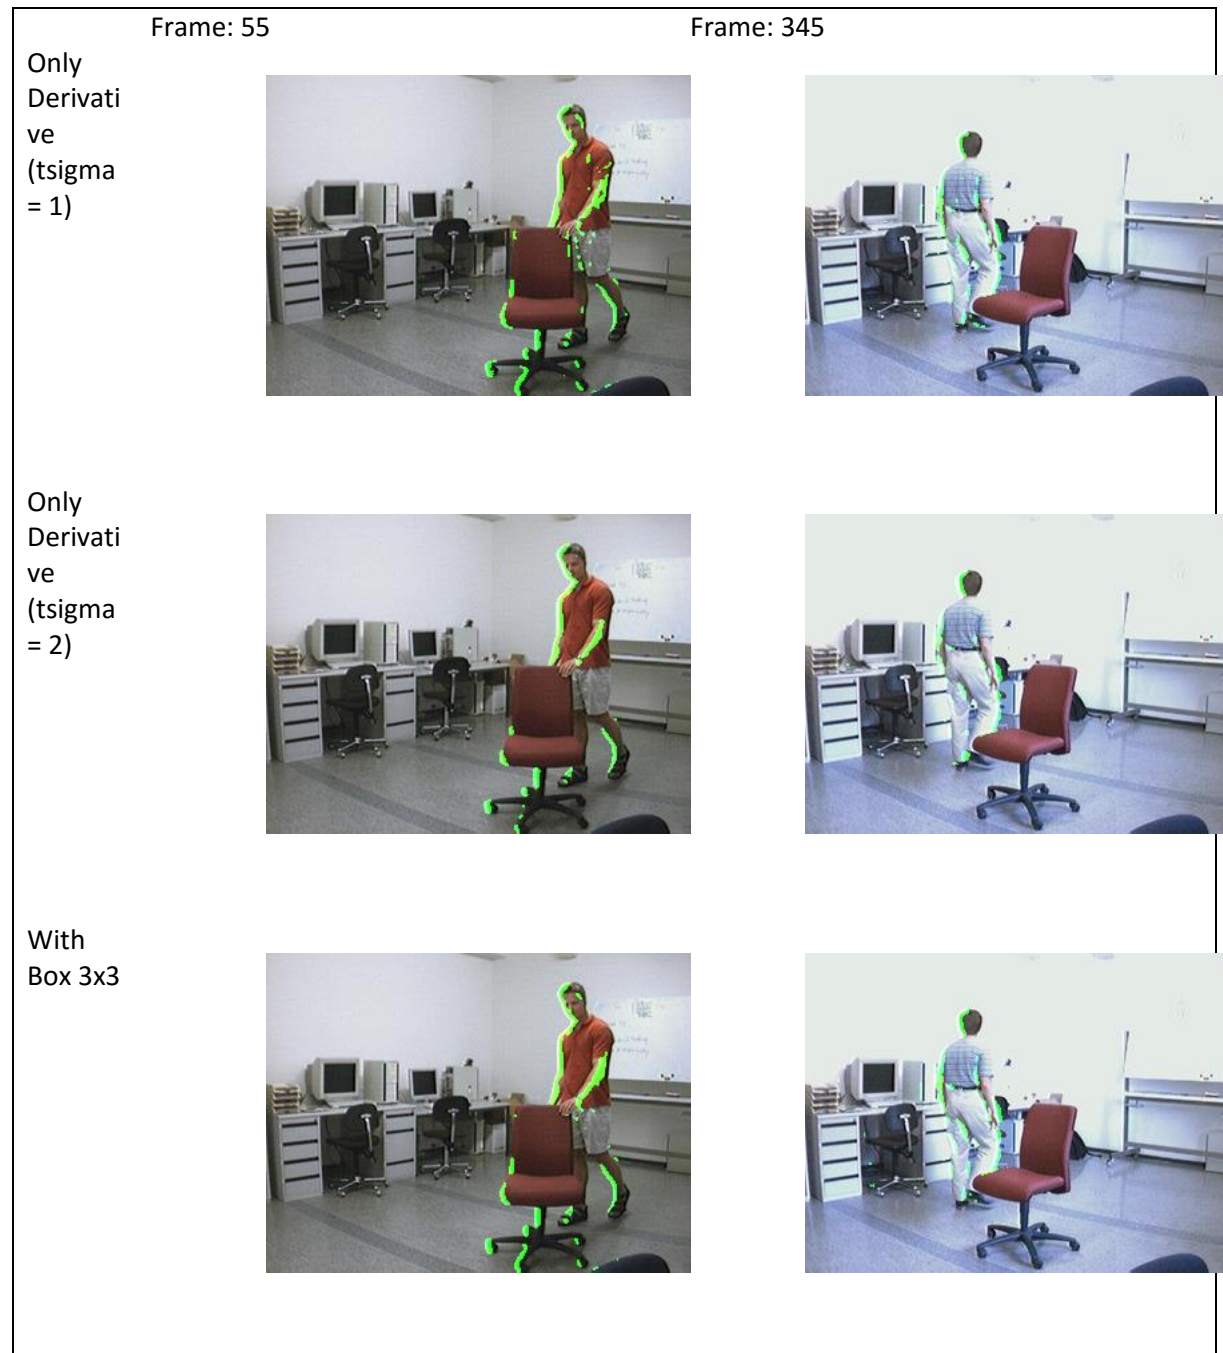 Frame: 55 Frame: 345
Only
Derivati
ve
(tsigma
= 1)
Only
Derivati
ve
(tsigma
= 2)
With
Box 3x3